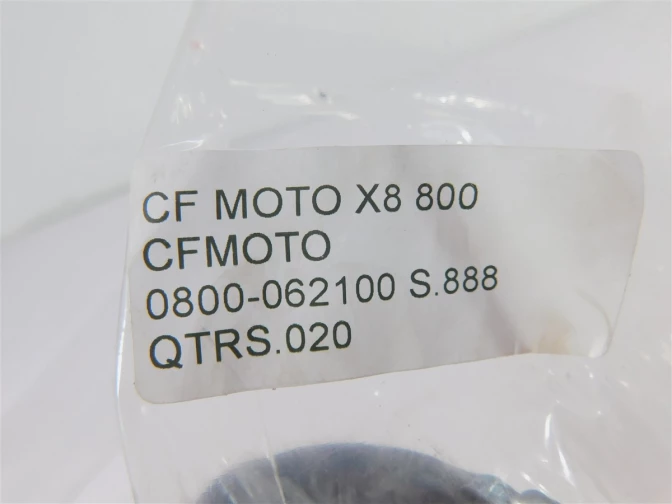 CF MOTO X8 800
CFMOTO
0800-062100 S.888
QTRS.020